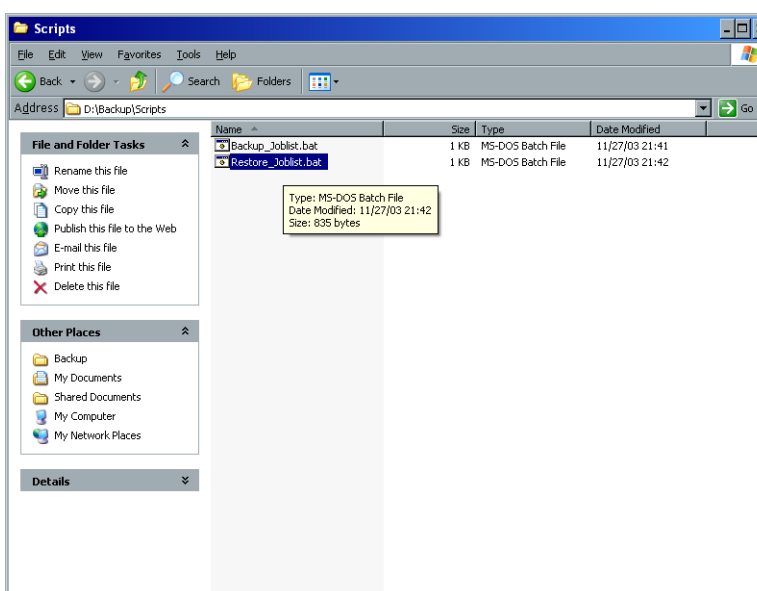 Scripts
File Edit View Favorites Tools Help
Back Search Folders
Address D:\Backup\Scripts Go
Name Size Type Date Modified
Backup_Joblist.bat 1 KB MS-DOS Batch File 11/27/03 21:41
Restore_Joblist.bat 1 KB MS-DOS Batch File 11/27/03 21:42
Type: MS-DOS Batch File
Date Modified: 11/27/03 21:42
Size: 835 bytes
File and Folder Tasks
Rename this file
Move this file
Copy this file
Publish this file to the Web
E-mail this file
Print this file
Delete this file
Other Places
Backup
My Documents
Shared Documents
My Computer
My Network Places
Details